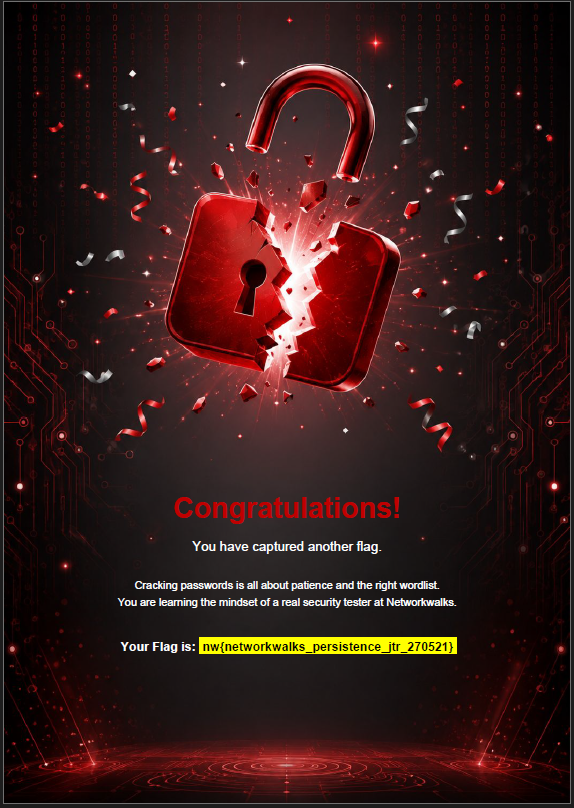 Congratulations!
You have captured another flag.
Cracking passwords is all about patience and the right wordlist.
You are learning the mindset of a real security tester at Networkwalks.
Your Flag is: nw{networkwalks_persistence_jtr_270521}